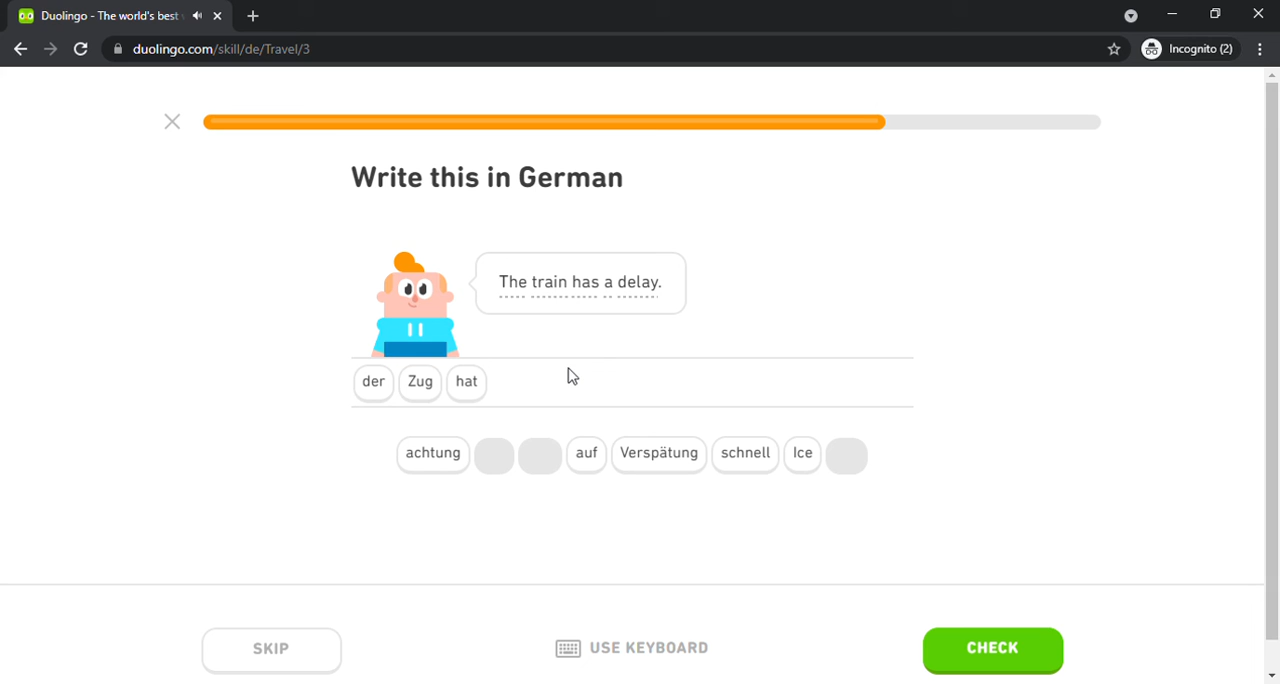 Duolingo - The world's best
duolingo.com/skill/de/Travel/3
Incognito (2)
Write this in German
The train has a delay.
der Zug hat
achtung auf Verspätung schnell Ice
SKIP USE KEYBOARD CHECK